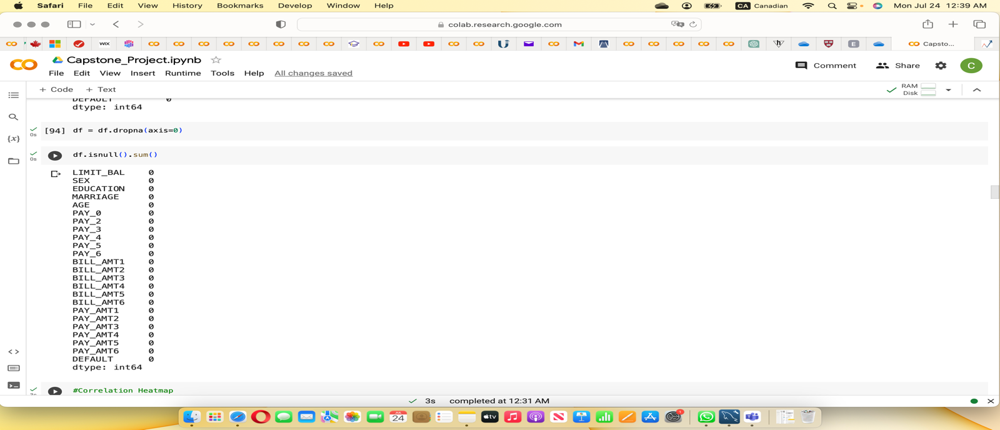 Safari File Edit View History Bookmarks Develop Window Help CA Canadian Mon Jul 24 12:39 AM
colab.research.google.com
WIX E Capsto...
Capstone_Project.ipynb
Comment Share C
File Edit View Insert Runtime Tools Help All changes saved
+ Code + Text
RAM
Disk
DEFAULT 0
dtype: int64
[94] df = df.dropna(axis=0)
0s
df.isnull().sum()
0s
{x}
LIMIT_BAL 0
SEX 0
EDUCATION 0
MARRIAGE 0
AGE 0
PAY_0 0
PAY_2 0
PAY_3 0
PAY_4 0
PAY_5 0
PAY_6 0
BILL_AMT1 0
BILL_AMT2 0
BILL_AMT3 0
BILL_AMT4 0
BILL_AMT5 0
BILL_AMT6 0
PAY_AMT1 0
PAY_AMT2 0
PAY_AMT3 0
PAY_AMT4 0
PAY_AMT5 0
PAY_AMT6 0
DEFAULT 0
dtype: int64
#Correlation Heatmap
3s completed at 12:31 AM
JUL
24
tv
1